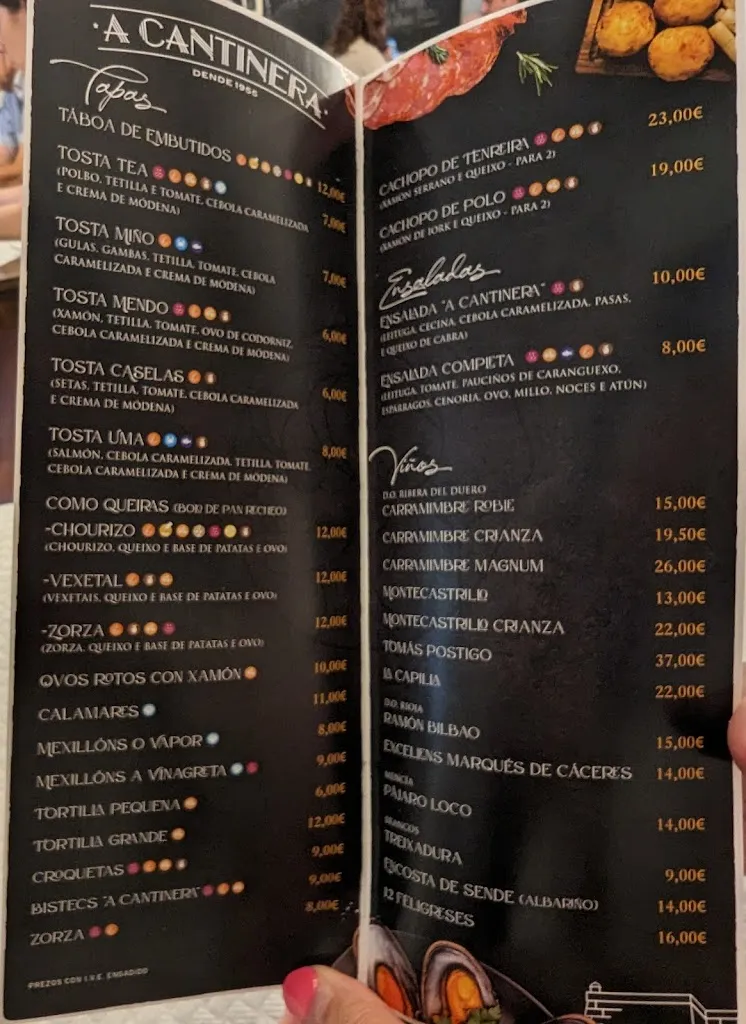 A CANTINERA
DENDE 1955
Tapas
TÁBOA DE EMBUTIDOS 12,00€
TOSTA TEA 7,00€
(POLBO, TETILLA E TOMATE, CEBOLA CARAMELIZADA
E CREMA DE MÓDENA)
TOSTA MIÑO 7,00€
(GULAS, GAMBAS, TETILLA, TOMATE, CEBOLA
CARAMELIZADA E CREMA DE MÓDENA)
TOSTA MENDO 6,00€
(XAMÓN, TETILLA, TOMATE, OVO DE CODORNIZ,
CEBOLA CARAMELIZADA E CREMA DE MÓDENA)
TOSTA CASELAS 6,00€
(SETAS, TETILLA, TOMATE, CEBOLA CARAMELIZADA
E CREMA DE MÓDENA)
TOSTA UMA 8,00€
(SALMÓN, CEBOLA CARAMELIZADA, TETILLA, TOMATE,
CEBOLA CARAMELIZADA E CREMA DE MÓDENA)
COMO QUEIRAS (BOLO DE PAN RECHEO)
-CHOURIZO 12,00€
(CHOURIZO, QUEIXO E BASE DE PATATAS E OVO)
-VEXETAL 12,00€
(VEXETAIS, QUEIXO E BASE DE PATATAS E OVO)
-ZORZA 12,00€
(ZORZA, QUEIXO E BASE DE PATATAS E OVO)
OVOS ROTOS CON XAMÓN 10,00€
CALAMARES 11,00€
MEXILLÓNS O VAPOR 8,00€
MEXILLÓNS A VINAGRETA 9,00€
TORTILLA PEQUENA 6,00€
TORTILLA GRANDE 12,00€
CROQUETAS 9,00€
BISTECS "A CANTINERA" 9,00€
ZORZA 8,00€
PREZOS CON I.V.E. ENGADIDO
CACHOPO DE TENREIRA 23,00€
(XAMÓN SERRANO E QUEIXO - PARA 2)
CACHOPO DE POLO 19,00€
(XAMÓN DE IORK E QUEIXO - PARA 2)
Ensaladas
ENSALADA "A CANTINERA" 10,00€
(LEITUGA, CECINA, CEBOLA CARAMELIZADA, PASAS,
E QUEIXO DE CABRA)
ENSALADA COMPLETA 8,00€
(LEITUGA, TOMATE, PAUCIÑOS DE CARANGUEXO,
ESPÁRRAGOS, CENORIA, OVO, MILLO, NOCES E ATÚN)
Viños
D.O. RIBERA DEL DUERO
CARRAMIMBRE ROBLE 15,00€
CARRAMIMBRE CRIANZA 19,50€
CARRAMIMBRE MAGNUM 26,00€
MONTECASTRILLO 13,00€
MONTECASTRILLO CRIANZA 22,00€
TOMÁS POSTIGO 37,00€
LA CAPILLA 22,00€
D.O. RIOJA
RAMÓN BILBAO 15,00€
EXCELLENS MARQUÉS DE CÁCERES 14,00€
MENCÍA
PÁJARO LOCO 14,00€
BRANCOS
TREIXADURA 9,00€
ENCOSTA DE SENDE (ALBARIÑO) 14,00€
12 FELIGRESES 16,00€